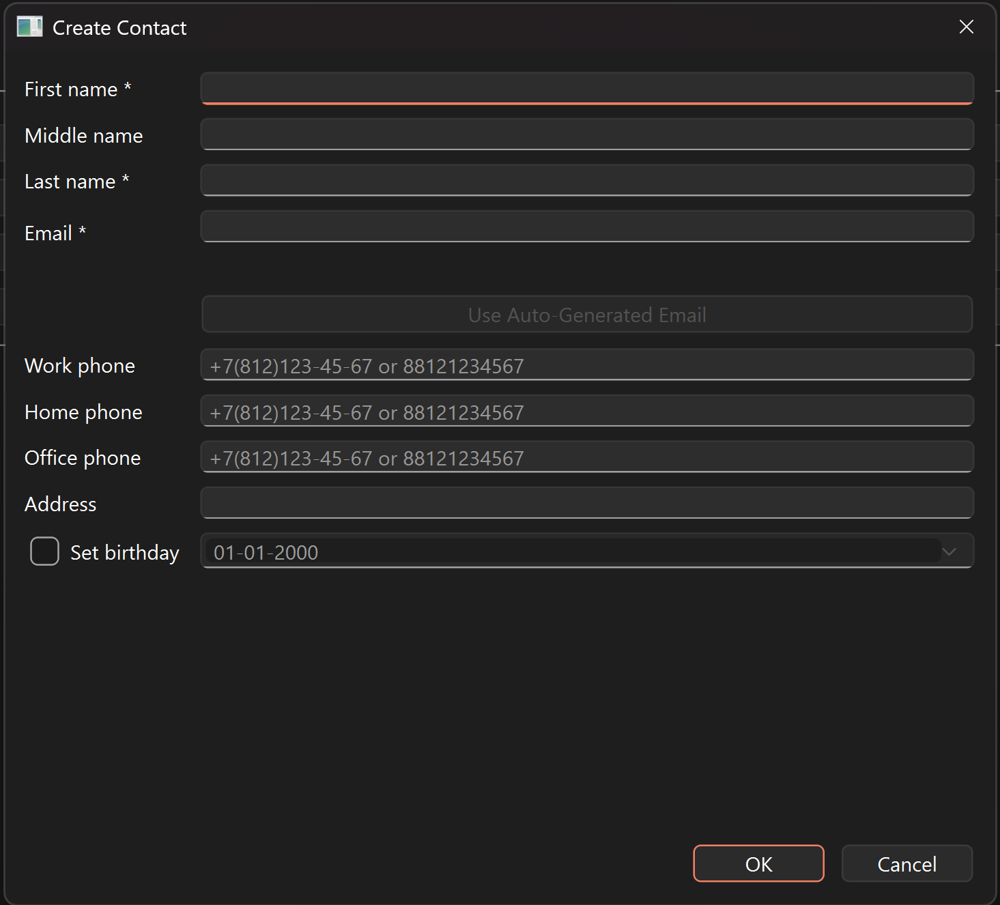 Create Contact
First name *
Middle name
Last name *
Email *
Use Auto-Generated Email
Work phone +7(812)123-45-67 or 88121234567
Home phone +7(812)123-45-67 or 88121234567
Office phone +7(812)123-45-67 or 88121234567
Address
Set birthday 01-01-2000
OK Cancel